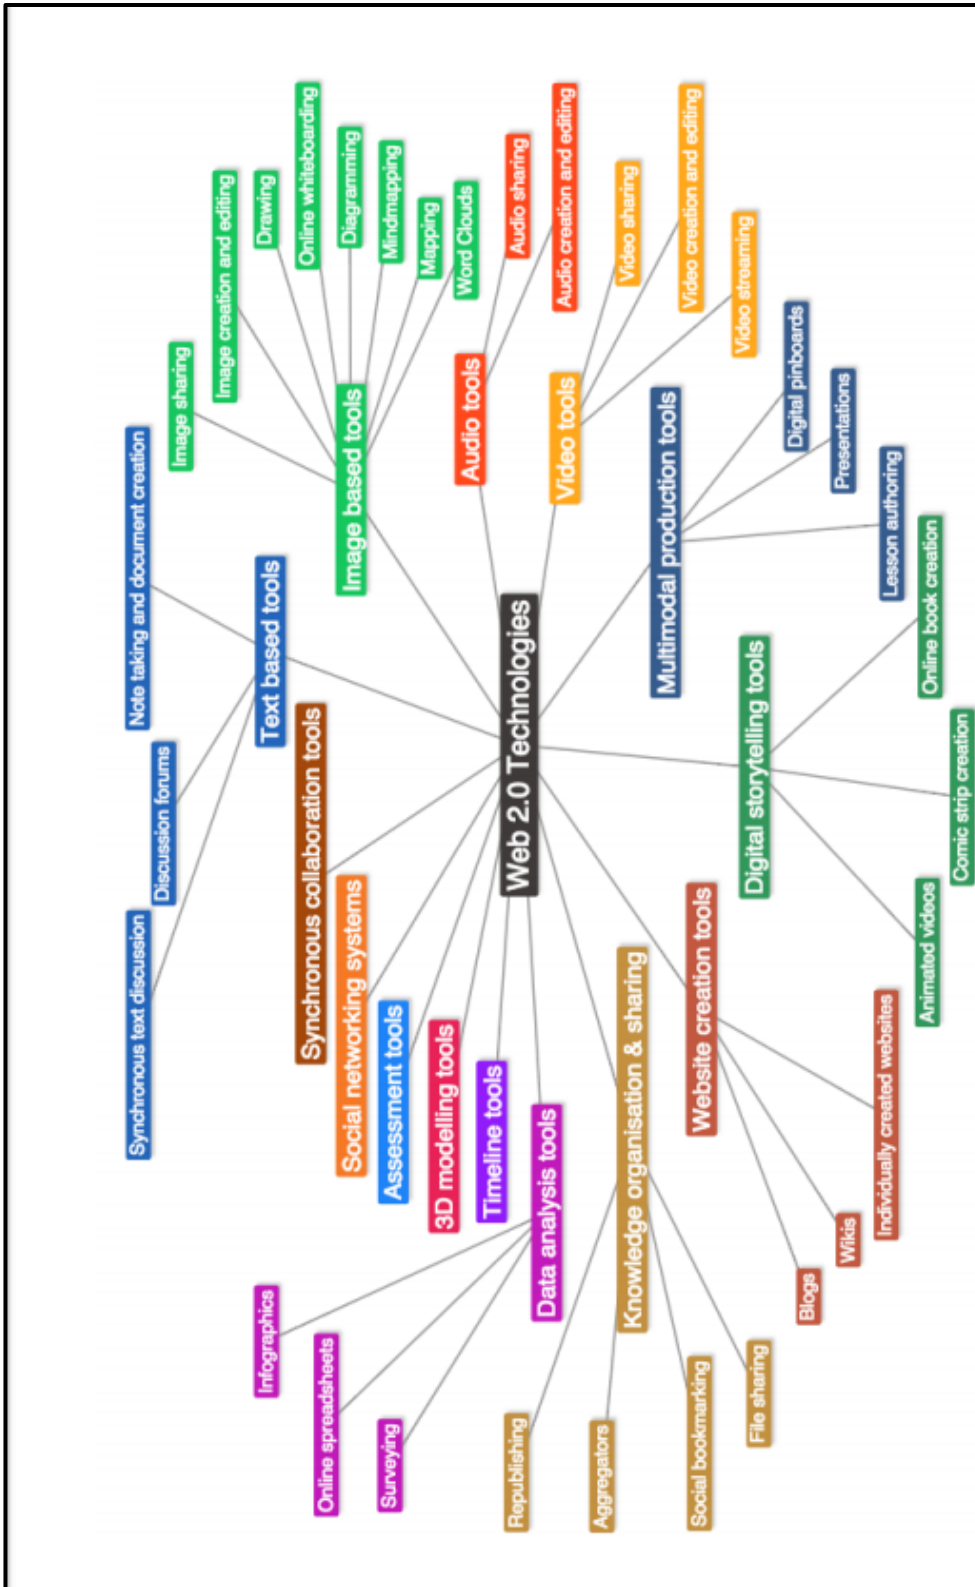 Web 2.0 Technologies
Text based tools
Synchronous text discussion
Discussion forums
Note taking and document creation
Image based tools
Image sharing
Image creation and editing
Drawing
Online whiteboarding
Diagramming
Mindmapping
Mapping
Word Clouds
Audio tools
Audio sharing
Audio creation and editing
Video tools
Video sharing
Video creation and editing
Video streaming
Multimodal production tools
Digital pinboards
Presentations
Lesson authoring
Digital storytelling tools
Online book creation
Comic strip creation
Animated videos
Website creation tools
Individually created websites
Wikis
Blogs
Knowledge organisation & sharing
File sharing
Social bookmarking
Aggregators
Republishing
Data analysis tools
Surveying
Online spreadsheets
Infographics
Timeline tools
3D modelling tools
Assessment tools
Social networking systems
Synchronous collaboration tools